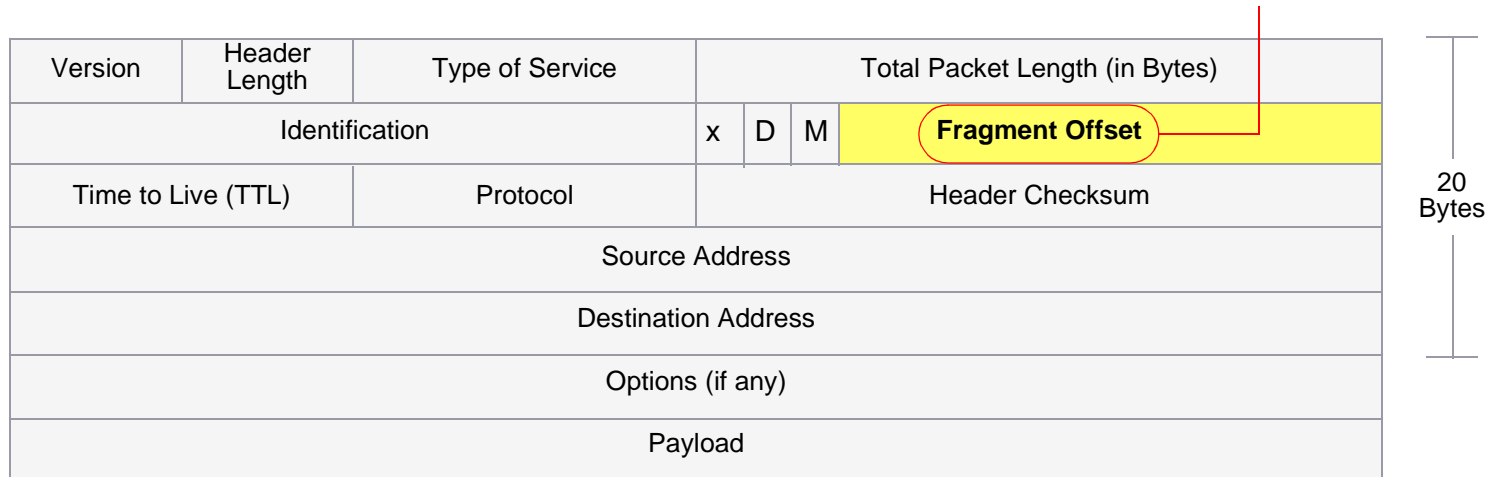 Version
Header
Length
Type of Service
Total Packet Length (in Bytes)
Identification
x
D
M
Fragment Offset
Time to Live (TTL)
Protocol
Header Checksum
20
Bytes
Source Address
Destination Address
Options (if any)
Payload